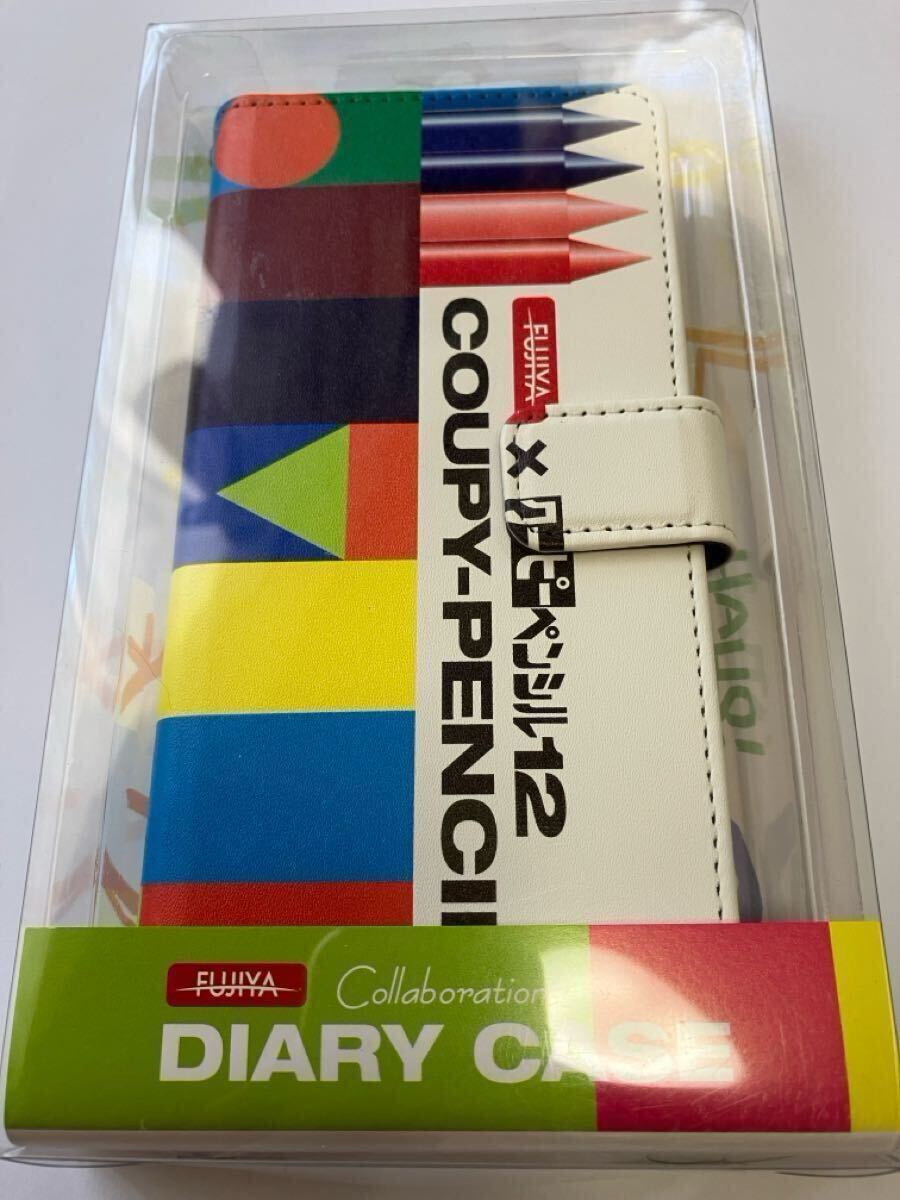 FUJIYA
×クーピーペンシル12
COUPY-PENCIL
FUJIYA Collaboration
DIARY CASE